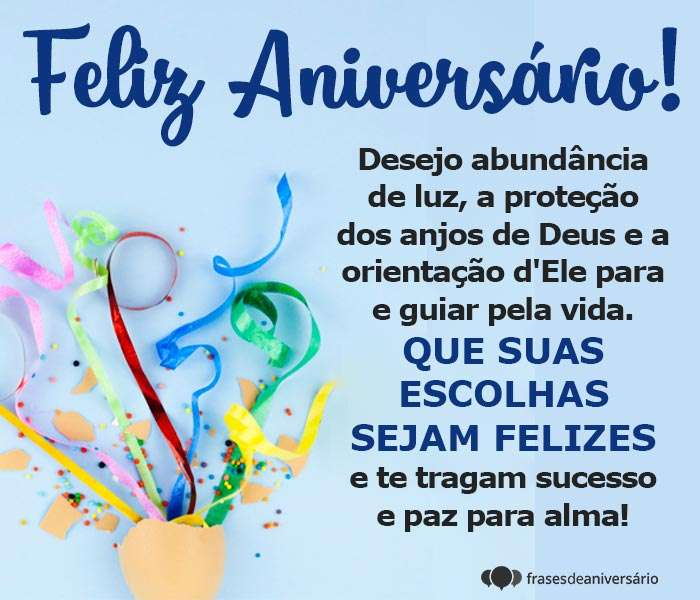 Feliz Aniversário!
Desejo abundância
de luz, a proteção
dos anjos de Deus e a
orientação d'Ele para
e guiar pela vida.
QUE SUAS
ESCOLHAS
SEJAM FELIZES
e te tragam sucesso
e paz para alma!
frasesdeaniversário